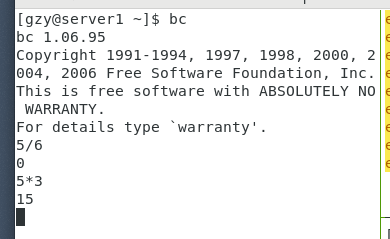 [gzy@server1 ~]$ bc
bc 1.06.95
Copyright 1991-1994, 1997, 1998, 2000, 2
004, 2006 Free Software Foundation, Inc.
This is free software with ABSOLUTELY NO
 WARRANTY.
For details type `warranty'.
5/6
0
5*3
15